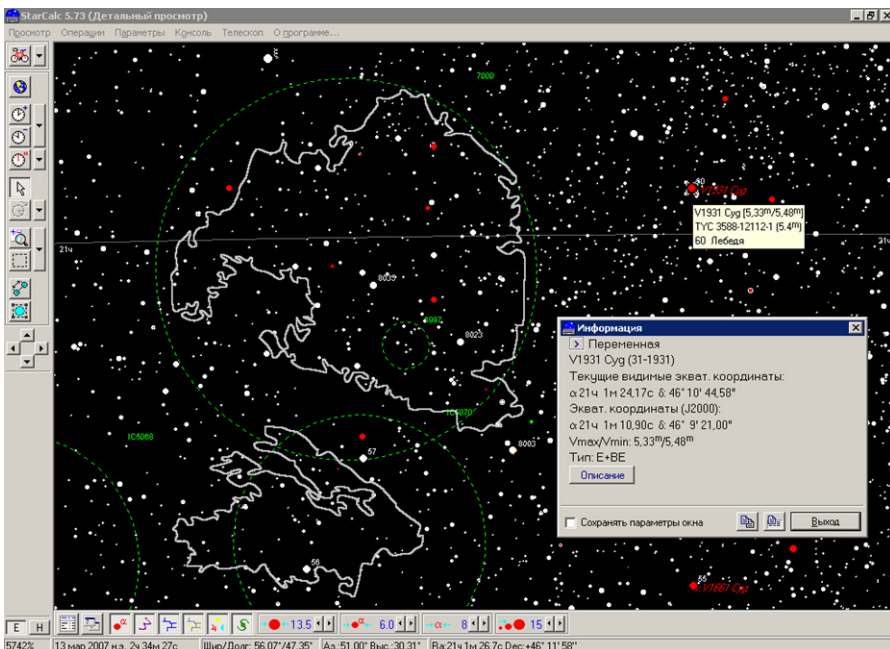 StarCalc 5.73 (Детальный просмотр)
Просмотр Операции Параметры Консоль Телескоп О программе...
ξ
7000
60
V1931 Cyg
V1931 Cyg (5,33m/5,48m)
TYC 3588-12112-1 (5.4m)
60 Лебедя
21ч
21ч
8035
6997
8023
Информация
> Переменная
V1931 Cyg (31-1931)
Текущие видимые экват. координаты:
α 21ч 1м 24,17с δ: 46° 10' 44,58"
Экват. координаты (J2000):
α 21ч 1м 10,90с δ: 46° 9' 21,00"
Vmax/Vmin: 5,33m/5,48m
Тип: E+BE
Описание
Сохранять параметры окна
Выход
IC5070
IC5068
8003
57
56
55
V1661 Cyg
E H
α
13.5
α
6.0
α
8
15
5742% 13 мар 2007 н.э. 2ч 34м 27с Шир/Долг: 56.07°/47.35° Аз.:51.00° Выс.:30.31° Ra:21ч 1м 26.7с Dec:+46° 11' 58"